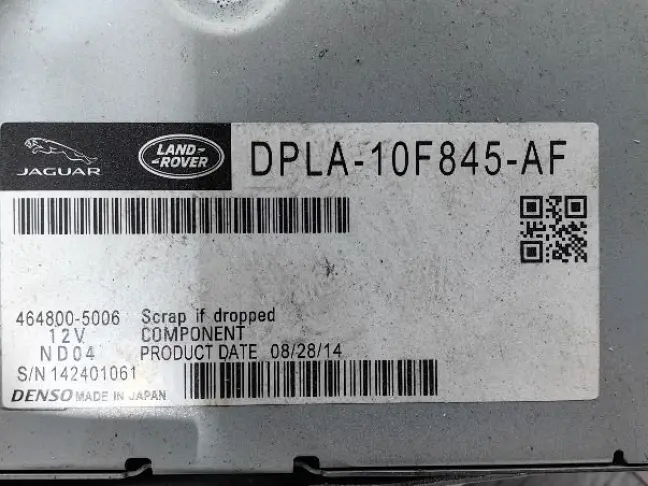 JAGUAR
LAND-
-ROVER
DPLA-10F845-AF
464800-5006 Scrap if dropped
12V COMPONENT
ND04 PRODUCT DATE 08/28/14
S/N 142401061
DENSO MADE IN JAPAN